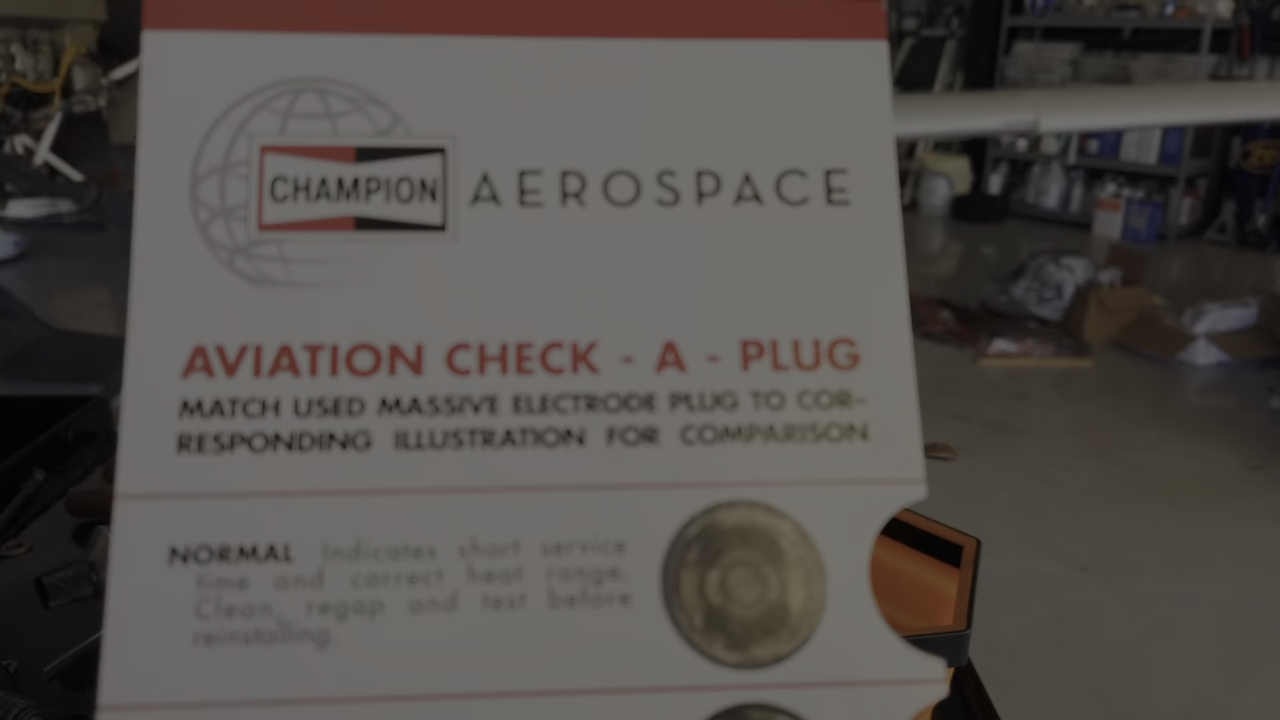 CHAMPION AEROSPACE
AVIATION CHECK - A - PLUG
MATCH USED MASSIVE ELECTRODE PLUG TO COR-
RESPONDING ILLUSTRATION FOR COMPARISON
NORMAL Indicates short service
time and correct heat range.
Clean, regap and test before
reinstalling.